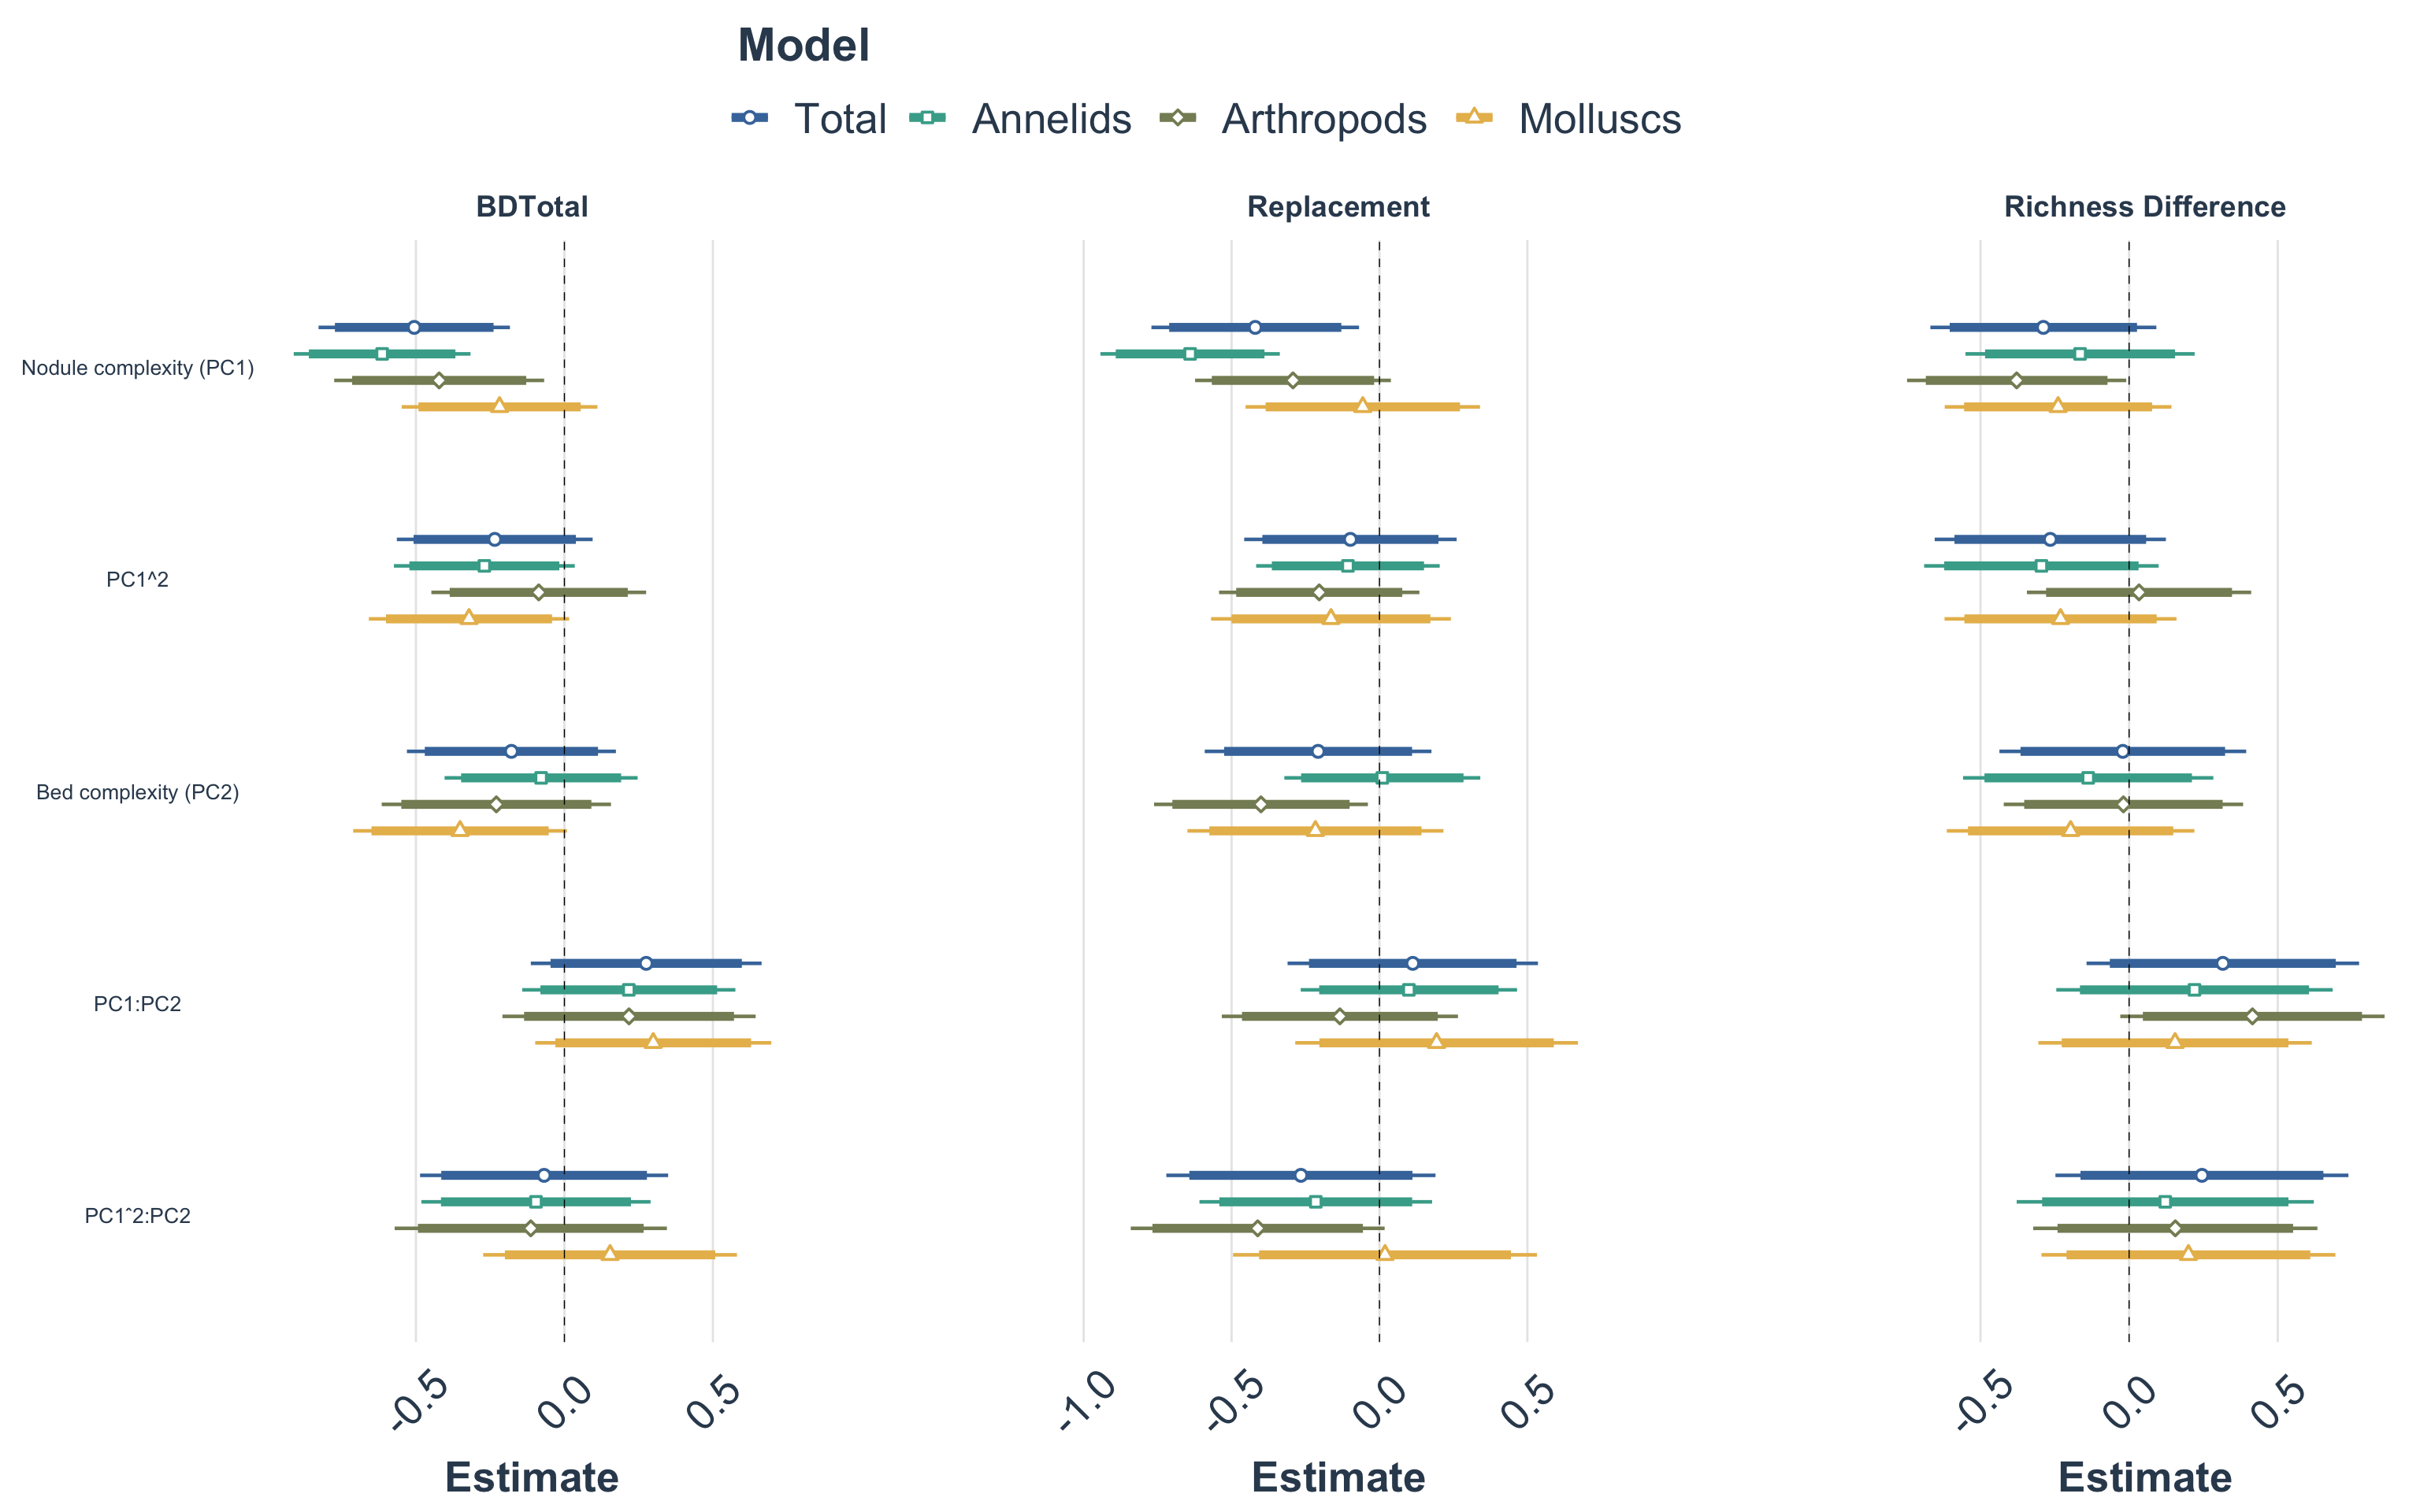 Model
Total Annelids Arthropods Molluscs
BDTotal Replacement Richness Difference
Nodule complexity (PC1)
PC1^2
Bed complexity (PC2)
PC1:PC2
PC1^2:PC2
-0.5 0.0 0.5 -1.0 -0.5 0.0 0.5 -0.5 0.0 0.5
Estimate Estimate Estimate